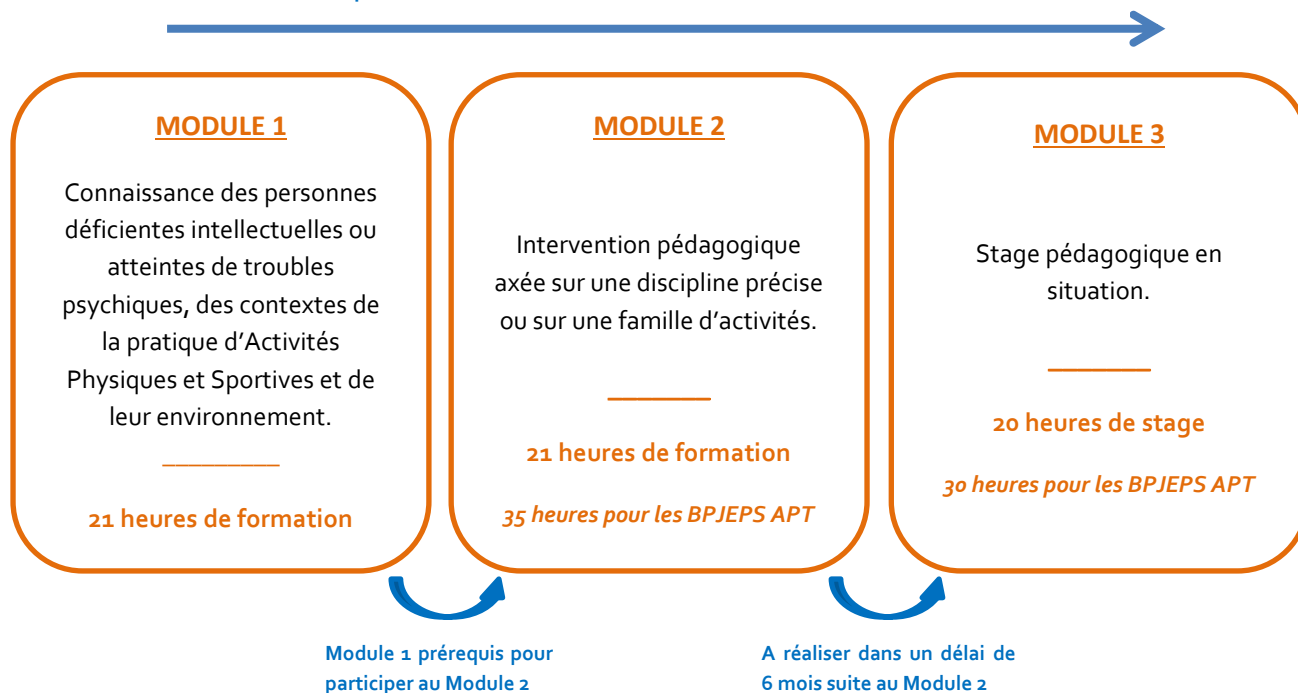 MODULE 1
Connaissance des personnes
déficientes intellectuelles ou
atteintes de troubles
psychiques, des contextes de
la pratique d'Activités
Physiques et Sportives et de
leur environnement.
21 heures de formation
MODULE 2
Intervention pédagogique
axée sur une discipline précise
ou sur une famille d'activités.
21 heures de formation
35 heures pour les BPJEPS APT
MODULE 3
Stage pédagogique en
situation.
20 heures de stage
30 heures pour les BPJEPS APT
Module 1 prérequis pour
participer au Module 2
A réaliser dans un délai de
6 mois suite au Module 2